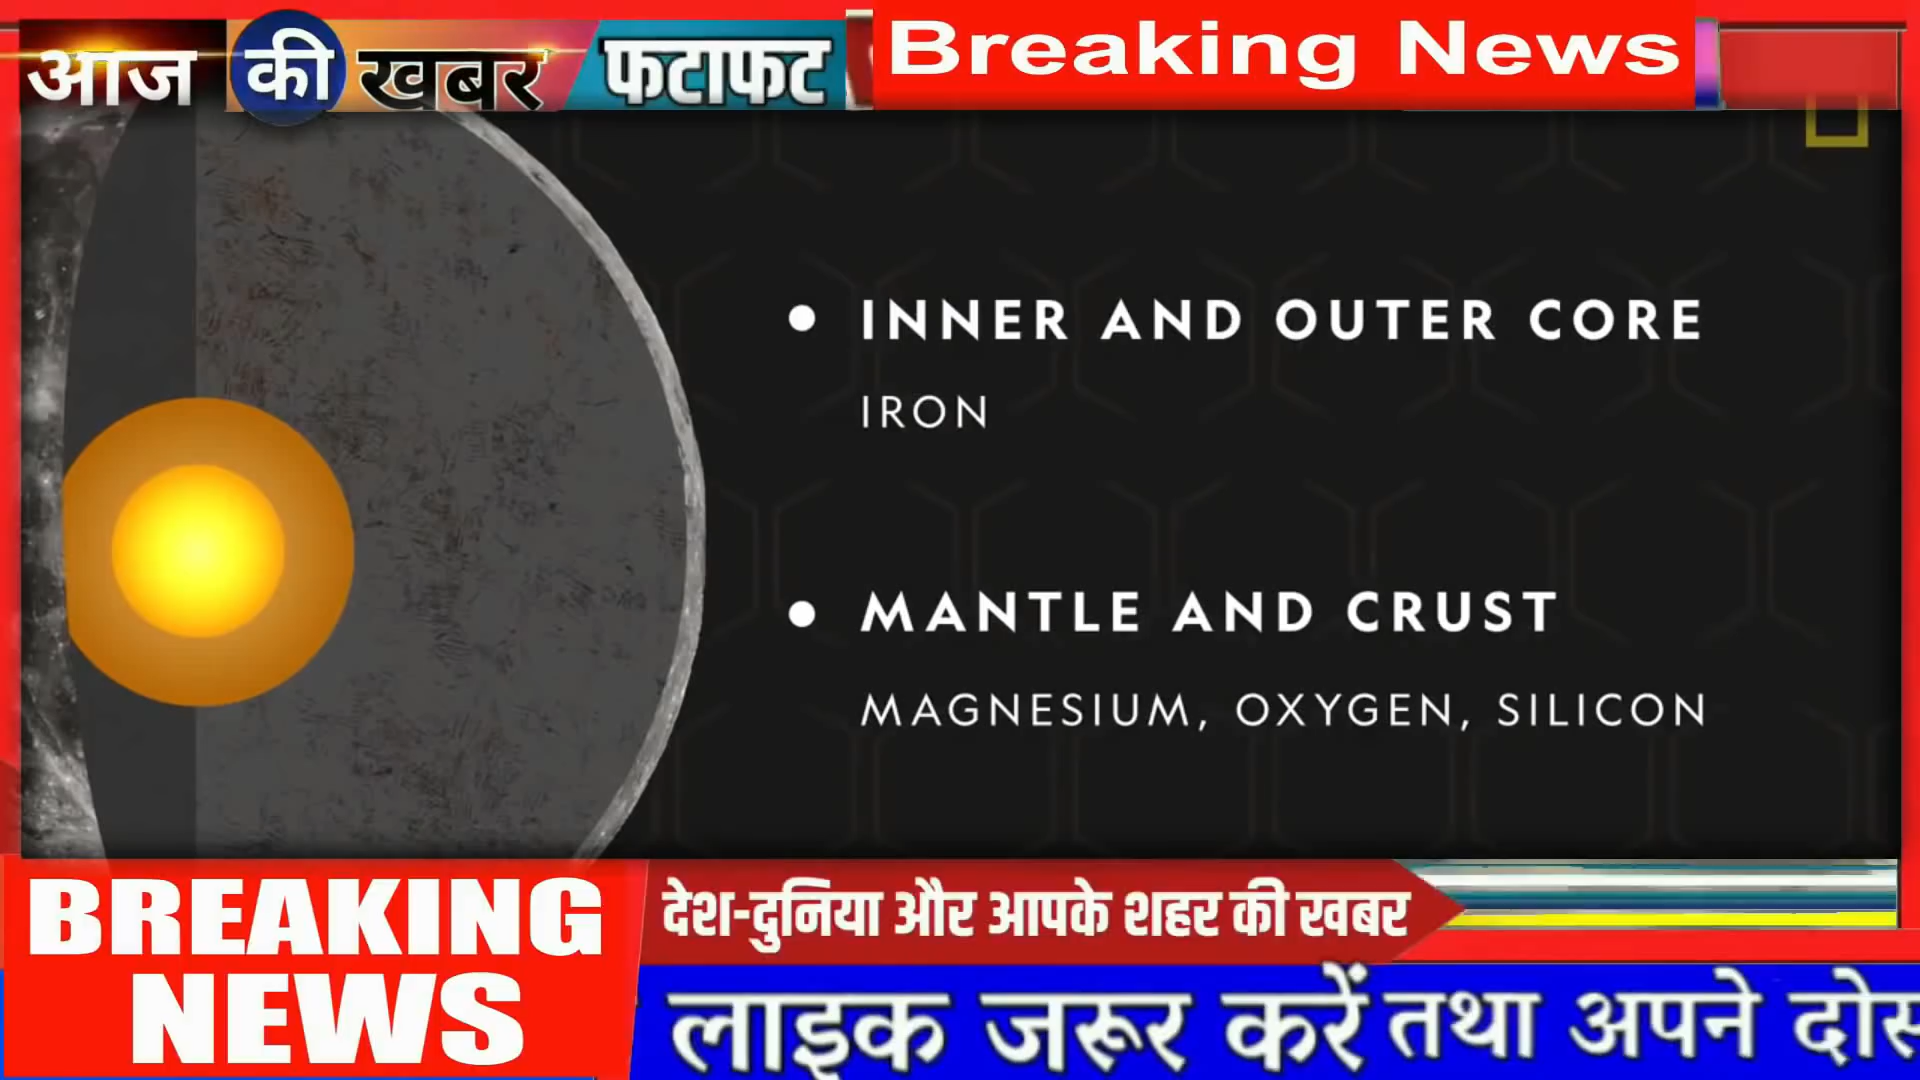 आज की खबर फटाफट
Breaking News
INNER AND OUTER CORE
IRON
MANTLE AND CRUST
MAGNESIUM, OXYGEN, SILICON
BREAKING
NEWS
देश-दुनिया और आपके शहर की खबर
लाइक जरूर करें तथा अपने